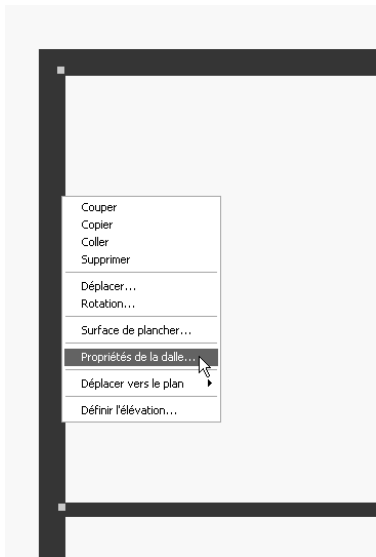 Couper
Copier
Coller
Supprimer
Déplacer...
Rotation...
Surface de plancher...
Propriétés de la dalle...
Déplacer vers le plan
Définir l'élévation...